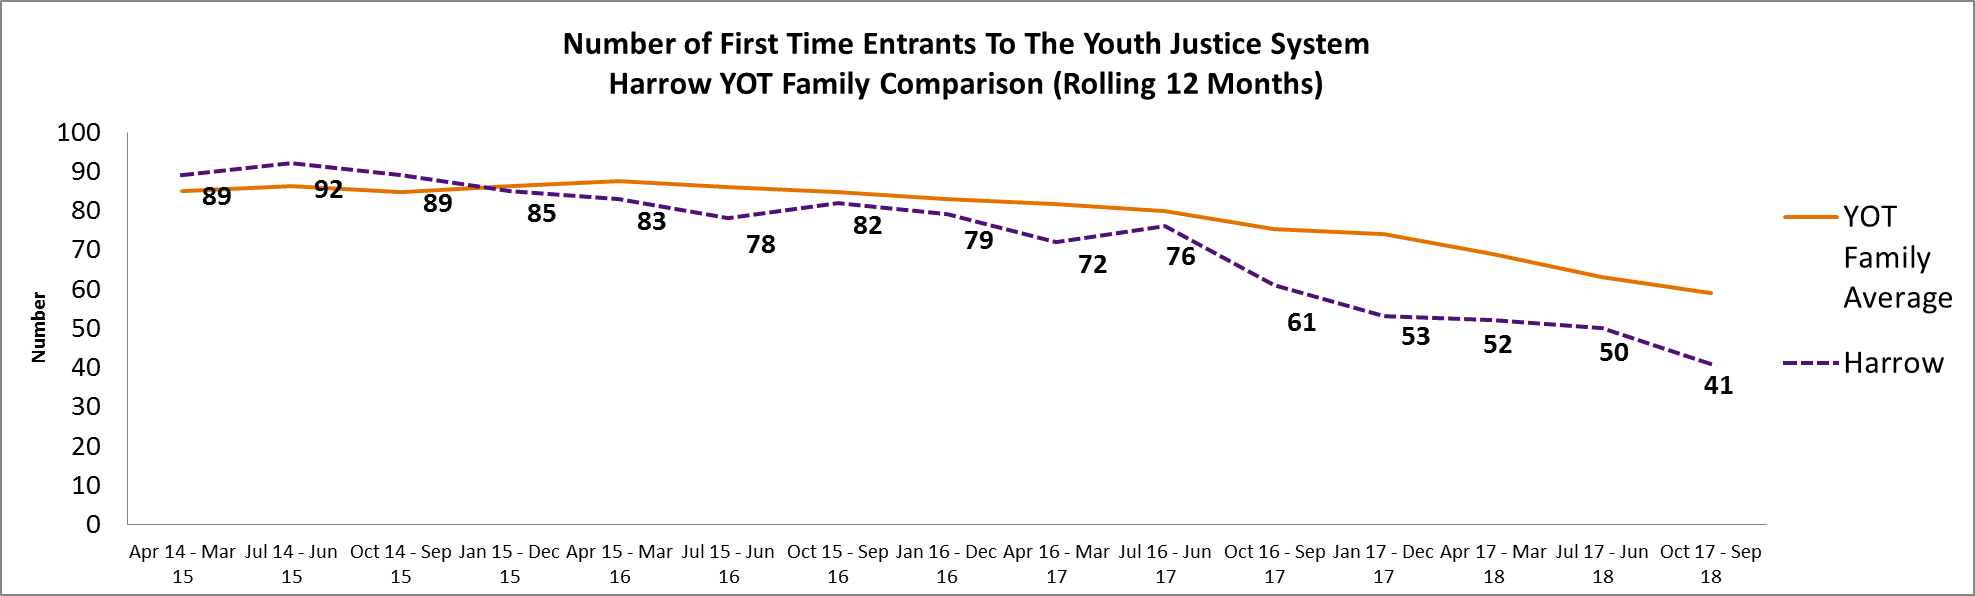 Number of First Time Entrants To The Youth Justice System
Harrow YOT Family Comparison (Rolling 12 Months)
100
90
80
70
60
50
40
30
20
10
0
Number
89
92
89
85
83
78
82
79
72
76
61
53
52
50
41
YOT
Family
Average
Harrow
Apr 14 - Mar
15
Jul 14 - Jun
15
Oct 14 - Sep
15
Jan 15 - Dec
15
Apr 15 - Mar
16
Jul 15 - Jun
16
Oct 15 - Sep
16
Jan 16 - Dec
16
Apr 16 - Mar
17
Jul 16 - Jun
17
Oct 16 - Sep
17
Jan 17 - Dec
17
Apr 17 - Mar
18
Jul 17 - Jun
18
Oct 17 - Sep
18